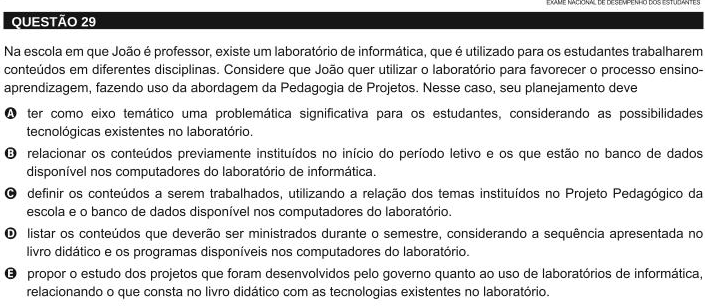 EXAME NACIONAL DE DESEMPENHO DOS ESTUDANTES
QUESTÃO 29
Na escola em que João é professor, existe um laboratório de informática, que é utilizado para os estudantes trabalharem
conteúdos em diferentes disciplinas. Considere que João quer utilizar o laboratório para favorecer o processo ensino-
aprendizagem, fazendo uso da abordagem da Pedagogia de Projetos. Nesse caso, seu planejamento deve
A ter como eixo temático uma problemática significativa para os estudantes, considerando as possibilidades
tecnológicas existentes no laboratório.
B relacionar os conteúdos previamente instituídos no início do período letivo e os que estão no banco de dados
disponível nos computadores do laboratório de informática.
C definir os conteúdos a serem trabalhados, utilizando a relação dos temas instituídos no Projeto Pedagógico da
escola e o banco de dados disponível nos computadores do laboratório.
D listar os conteúdos que deverão ser ministrados durante o semestre, considerando a sequência apresentada no
livro didático e os programas disponíveis nos computadores do laboratório.
E propor o estudo dos projetos que foram desenvolvidos pelo governo quanto ao uso de laboratórios de informática,
relacionando o que consta no livro didático com as tecnologias existentes no laboratório.